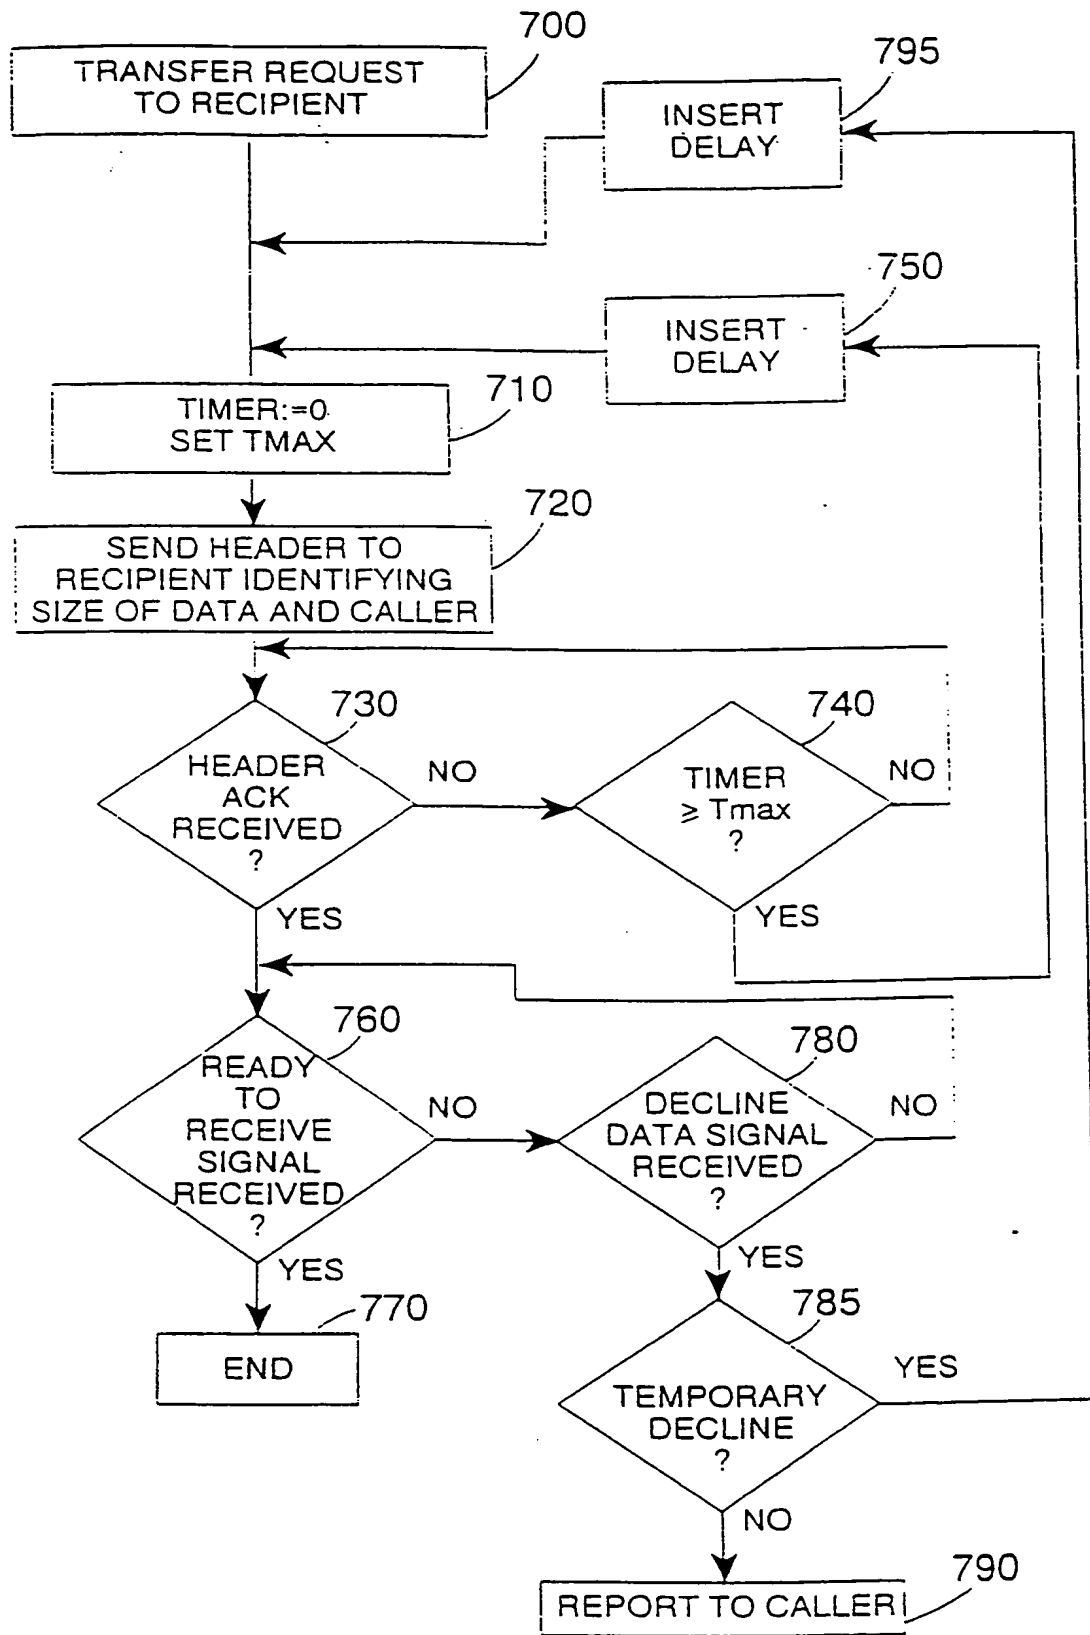 700
TRANSFER REQUEST
TO RECIPIENT
795
INSERT
DELAY
750
INSERT
DELAY
710
TIMER:=0
SET TMAX
720
SEND HEADER TO
RECIPIENT IDENTIFYING
SIZE OF DATA AND CALLER
730
HEADER
ACK
RECEIVED
?
NO
YES
740
TIMER
≥ Tmax
?
NO
YES
760
READY
TO
RECEIVE
SIGNAL
RECEIVED
?
NO
YES
780
DECLINE
DATA SIGNAL
RECEIVED
?
NO
YES
770
END
785
TEMPORARY
DECLINE
?
YES
NO
790
REPORT TO CALLER